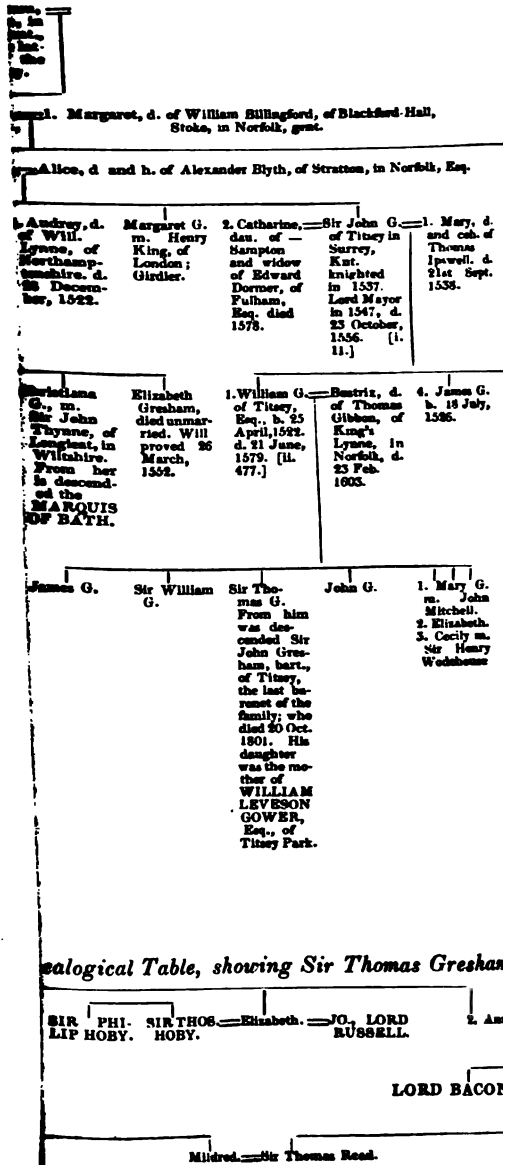 the
1. Margaret, d. of William Billingford, of Blackford-Hall,
Stoke, in Norfolk, gent.
Alice, d and h. of Alexander Blyth, of Stratton, in Norfolk, Esq.
Audrey, d.
of Will.
Lynne, of
Northamp-
tonshire. d.
28 Decem-
ber, 1522.
Margaret G.
m. Henry
King, of
London;
Girdler.
2. Catharine,
dau. of —
Sampton
and widow
of Edward
Dormer, of
Fulham,
Esq. died
1578.
Sir John G.
of Titsey in
Surrey,
Knt.
knighted
in 1537.
Lord Mayor
in 1547, d.
23 October,
1556. [i.
11.]
1. Mary, d.
and coh. of
Thomas
Ipswell. d.
21st Sept.
1538.
Christiana
G., m.
Sir John
Thynne, of
Longleat, in
Wiltshire.
From her
is descend-
ed the
MARQUIS
OF BATH.
Elizabeth
Gresham,
died unmar-
ried. Will
proved 26
March,
1552.
1. William G.
of Titsey,
Esq., b. 25
April, 1522.
d. 21 June,
1579. [ii.
477.]
Beatrix, d.
of Thomas
Gibbon, of
King's
Lynne, in
Norfolk, d.
23 Feb.
1603.
4. James G.
b. 18 July,
1526.
James G.
Sir William
G.
Sir Tho-
mas G.
From him
was des-
cended Sir
John Gres-
ham, bart.,
of Titsey,
the last ba-
ronet of the
family; who
died 20 Oct.
1801. His
daughter
was the mo-
ther of
WILLIAM
LEVESON
GOWER,
Esq., of
Titsey Park.
John G.
1. Mary G.
m. John
Mitchell.
2. Elizabeth.
3. Cecily m.
Sir Henry
Wodehouse
ealogical Table, showing Sir Thomas Gresham
SIR PHI-
LIP HOBY.
SIR THOS.
HOBY.
Elizabeth.
JO., LORD
RUSSELL.
2. An
LORD BACON
Mildred. Sir Thomas Read.